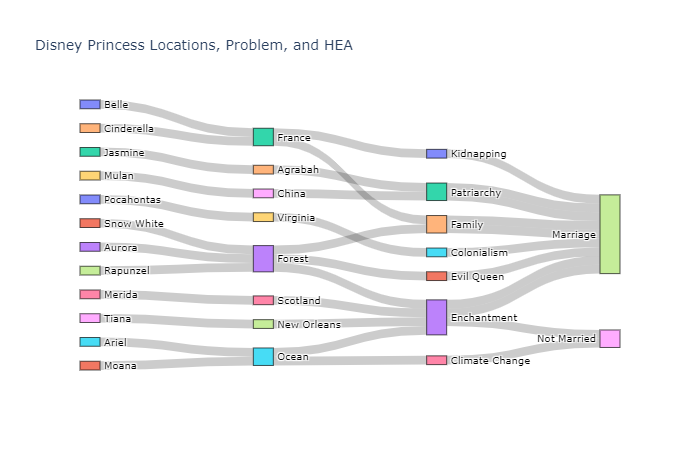 Disney Princess Locations, Problem, and HEA
Belle
Cinderella
Jasmine
Mulan
Pocahontas
Snow White
Aurora
Rapunzel
Merida
Tiana
Ariel
Moana
France
Agrabah
China
Virginia
Forest
Scotland
New Orleans
Ocean
Kidnapping
Patriarchy
Family
Colonialism
Evil Queen
Enchantment
Climate Change
Marriage
Not Married